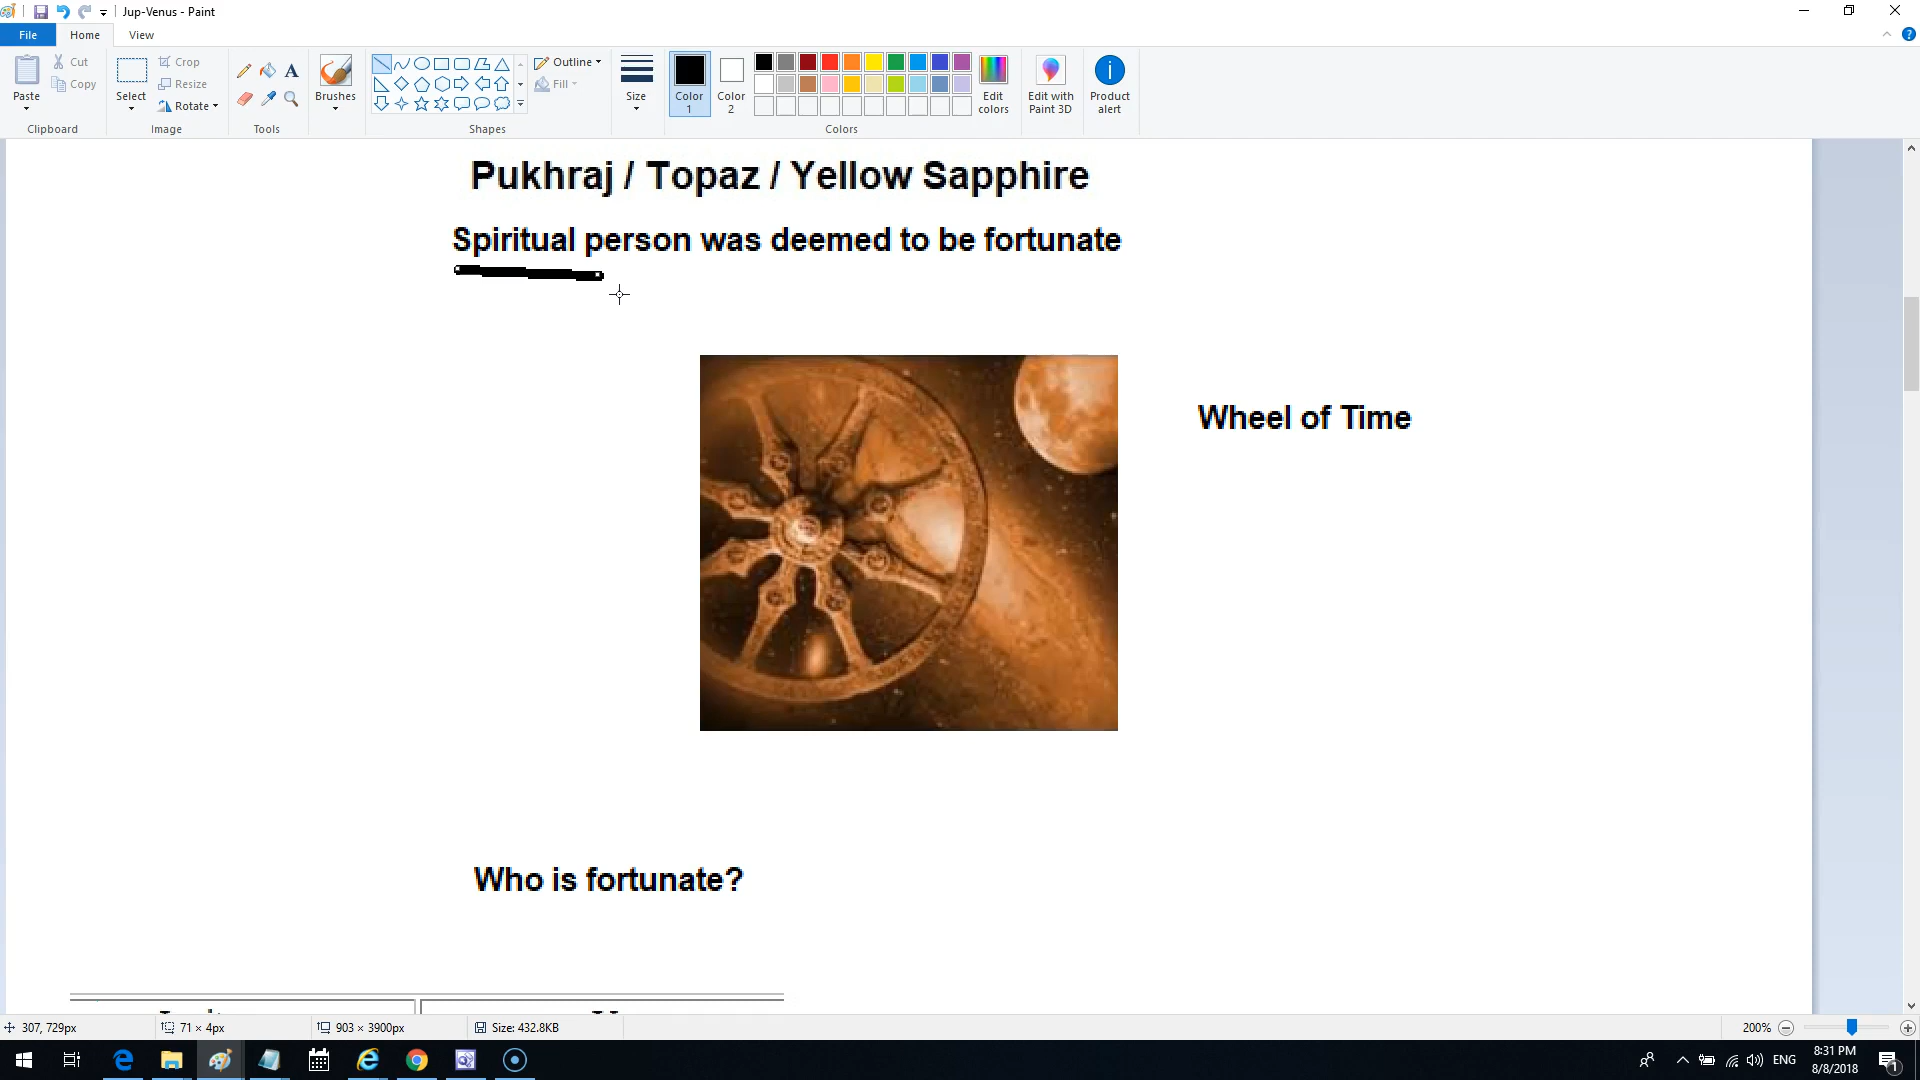 Jup-Venus - Paint
File
Home
View
Paste
Cut
Copy
Clipboard
Select
Crop
Resize
Rotate
Image
A
Tools
Brushes
Outline
Fill
Shapes
Size
Color 1
Color 2
Colors
Edit colors
Edit with Paint 3D
Product alert
Pukhraj / Topaz / Yellow Sapphire
Spiritual person was deemed to be fortunate
Wheel of Time
Who is fortunate?
307, 729px
71 × 4px
903 × 3900px
Size: 432.8KB
200%
ENG
8:31 PM
8/8/2018
1